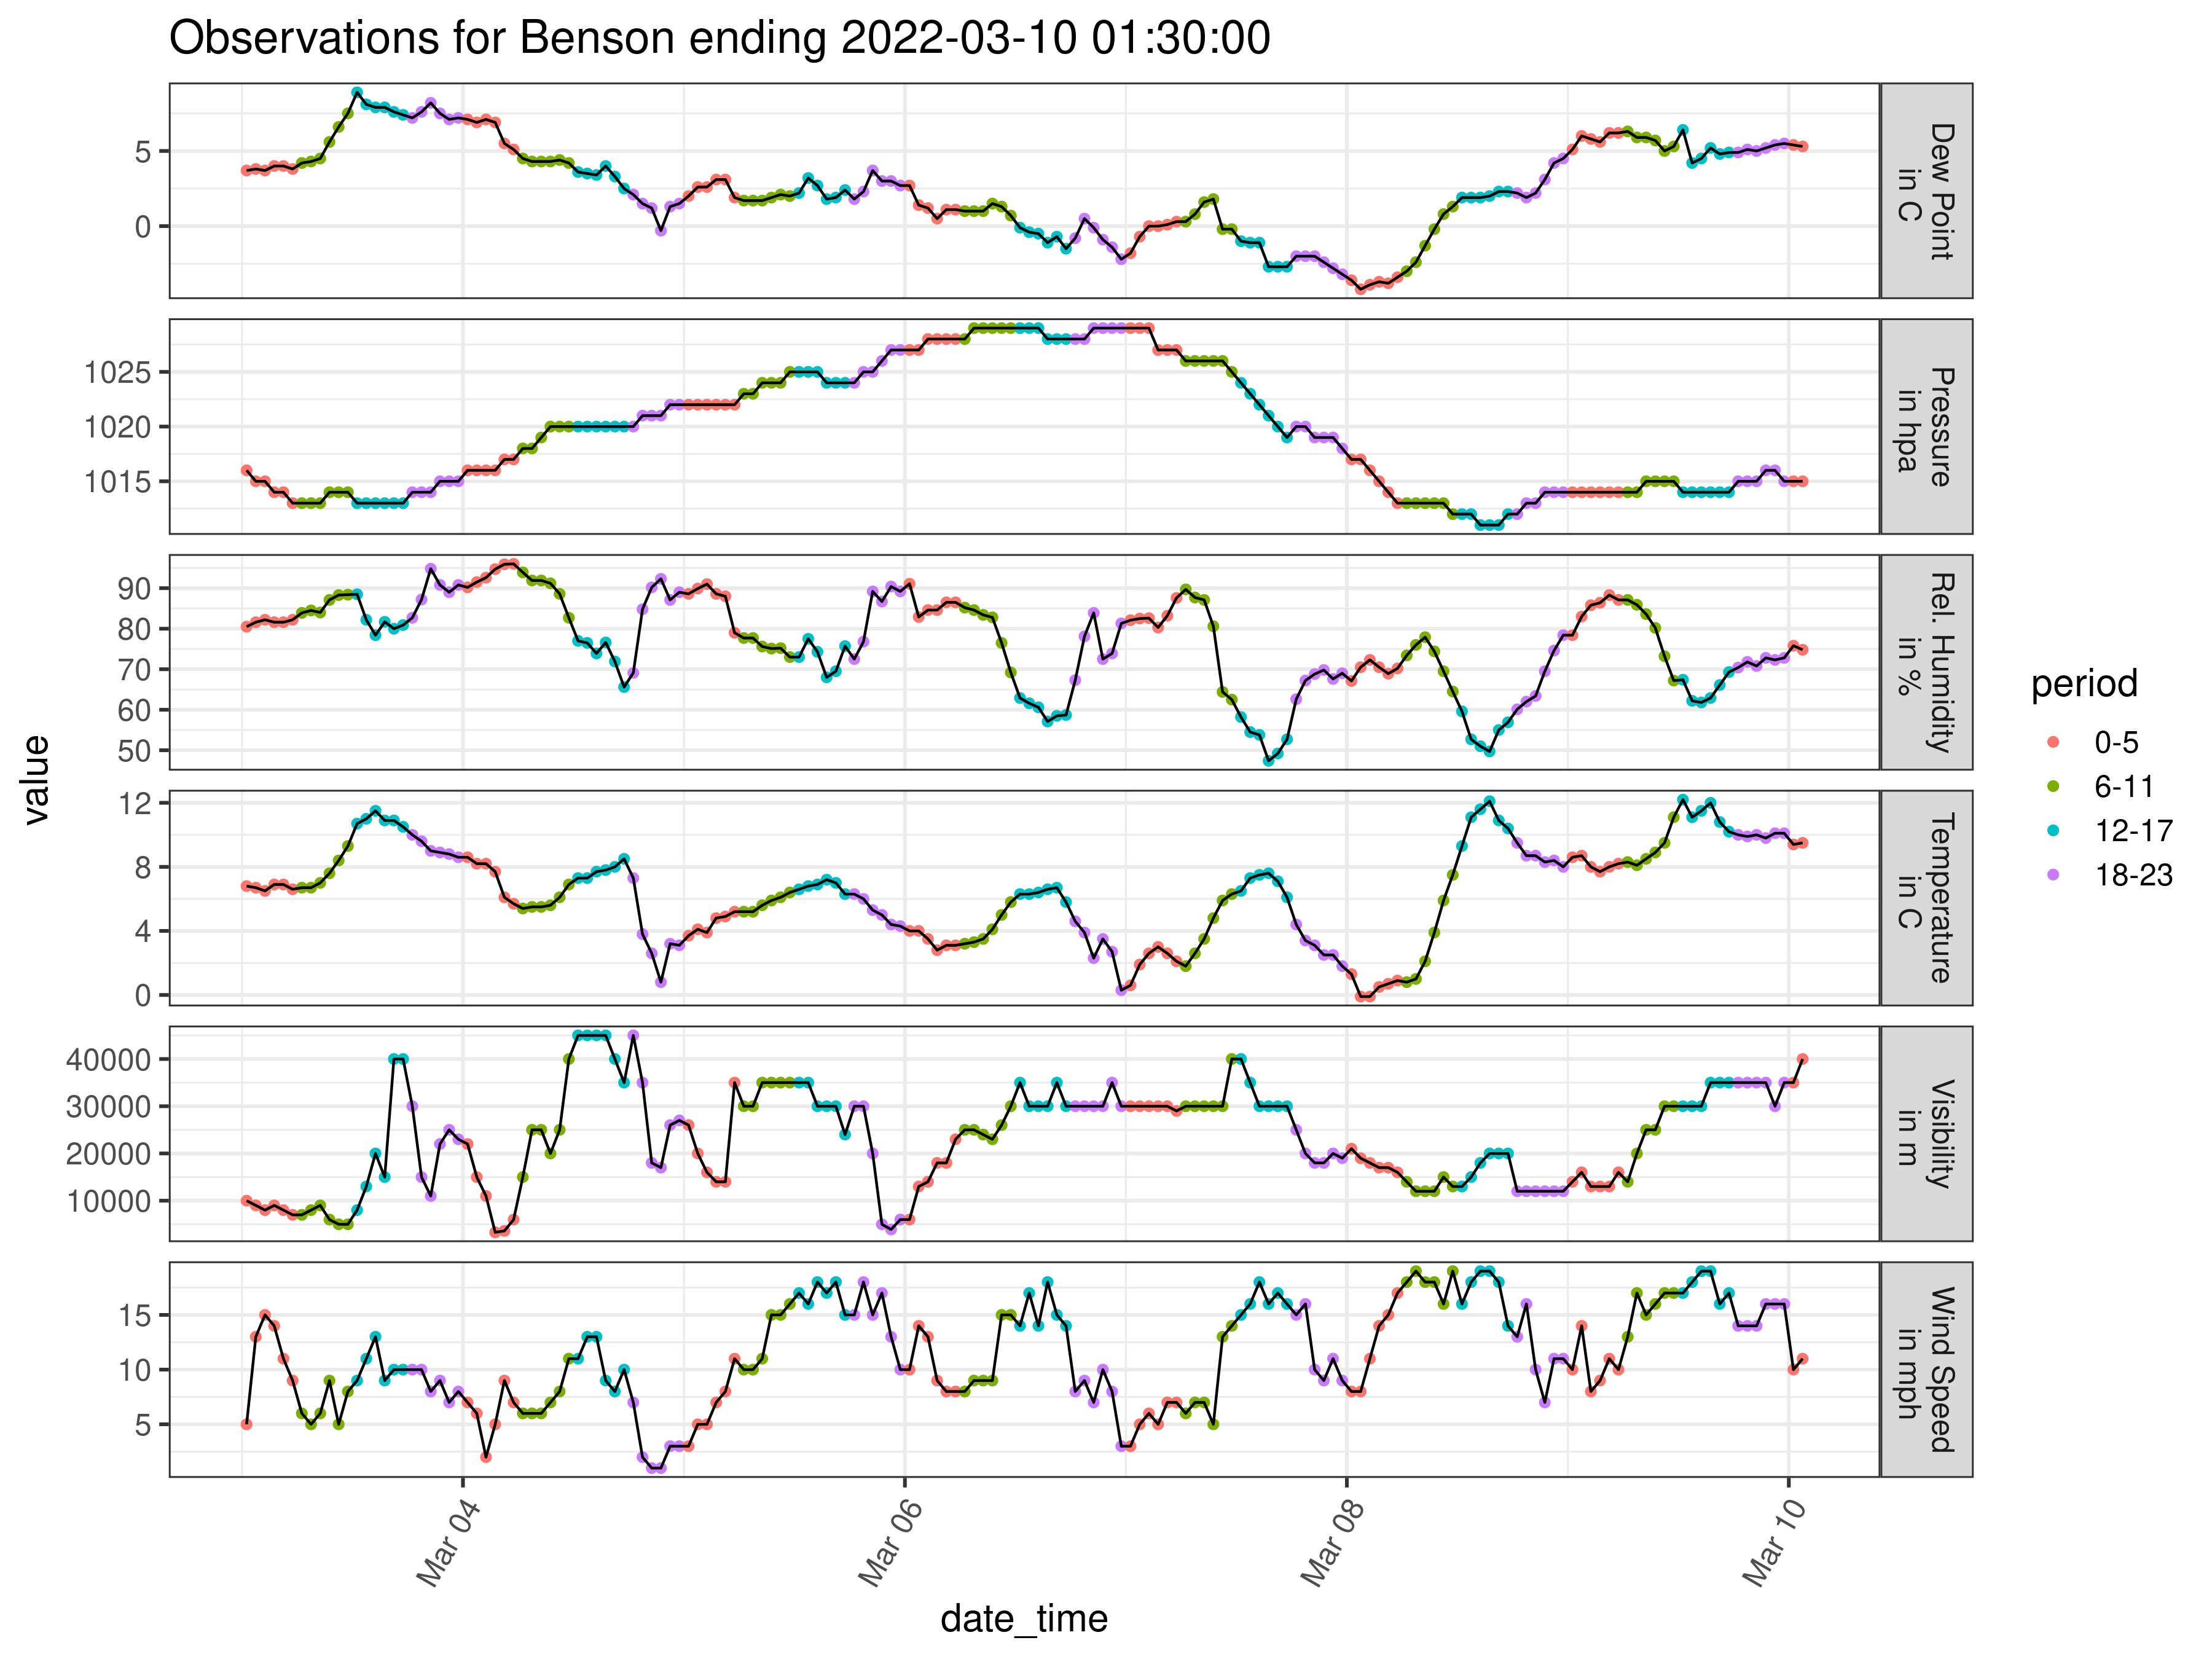 Observations for Benson ending 2022-03-10 01:30:00
value
5
0
Dew Point
in C
1025
1020
1015
Pressure
in hpa
90
80
70
60
50
Rel. Humidity
in %
12
8
4
0
Temperature
in C
40000
30000
20000
10000
Visibility
in m
15
10
5
Wind Speed
in mph
Mar 04
Mar 06
Mar 08
Mar 10
date_time
period
0-5
6-11
12-17
18-23